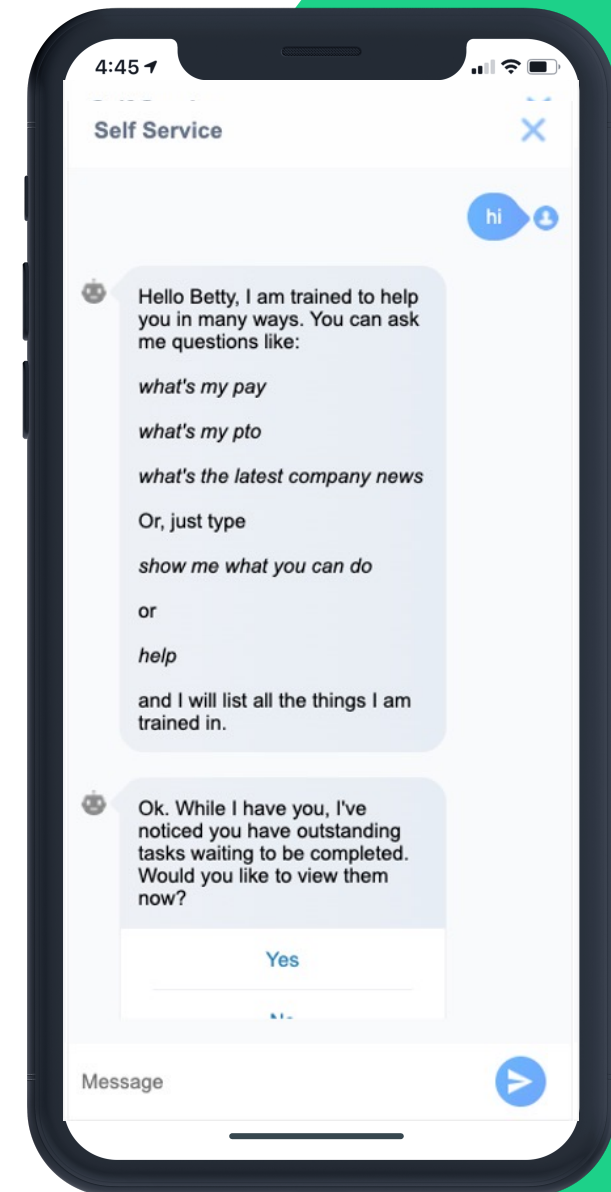 4:45
Self Service
hi
Hello Betty, I am trained to help
you in many ways. You can ask
me questions like:
what's my pay
what's my pto
what's the latest company news
Or, just type
show me what you can do
or
help
and I will list all the things I am
trained in.
Ok. While I have you, I've
noticed you have outstanding
tasks waiting to be completed.
Would you like to view them
now?
Yes
Message